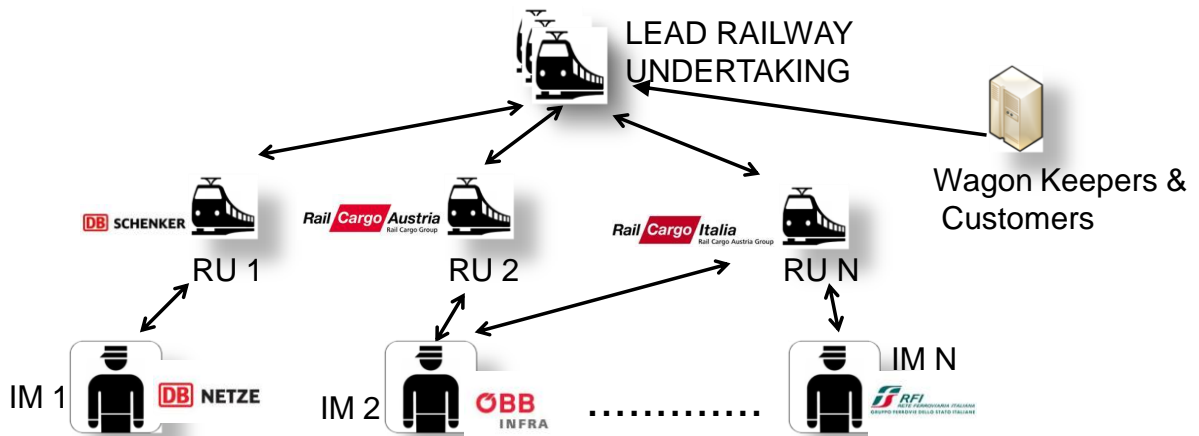 LEAD RAILWAY
UNDERTAKING
Wagon Keepers &
Customers
DB SCHENKER
Rail Cargo Austria
Rail Cargo Group
Rail Cargo Italia
Rail Cargo Austria Group
RU 1
RU 2
RU N
IM 1
DB NETZE
IM 2
ÖBB
INFRA
..............
IM N
RFI
RETE FERROVIARIA ITALIANA
GRUPPO FERROVIE DELLO STATO ITALIANE